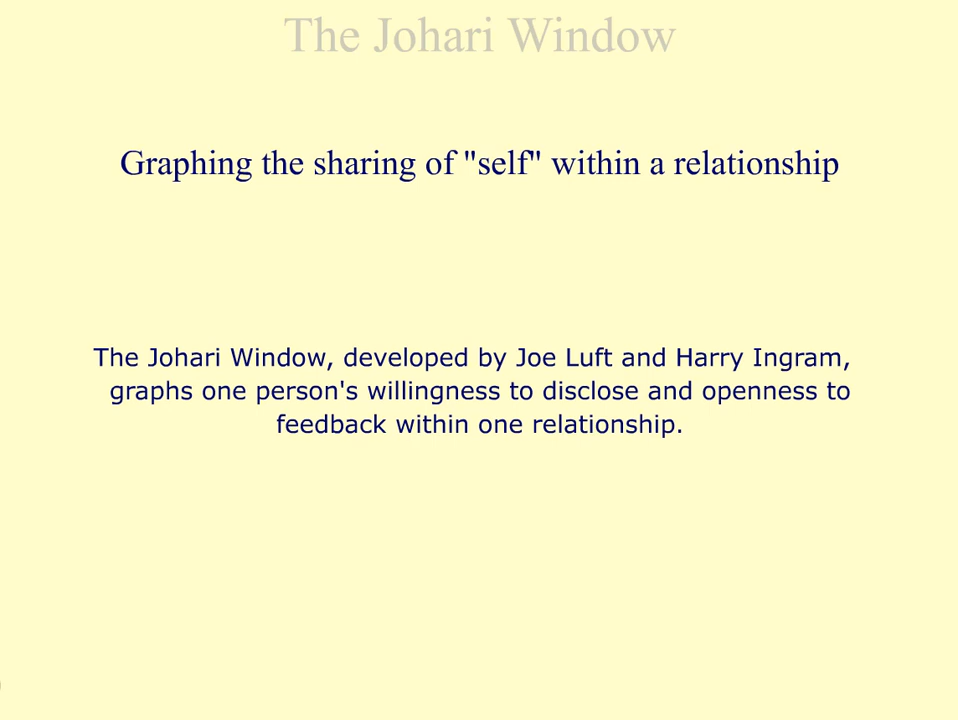 The Johari Window
Graphing the sharing of "self" within a relationship
The Johari Window, developed by Joe Luft and Harry Ingram,
graphs one person's willingness to disclose and openness to
feedback within one relationship.